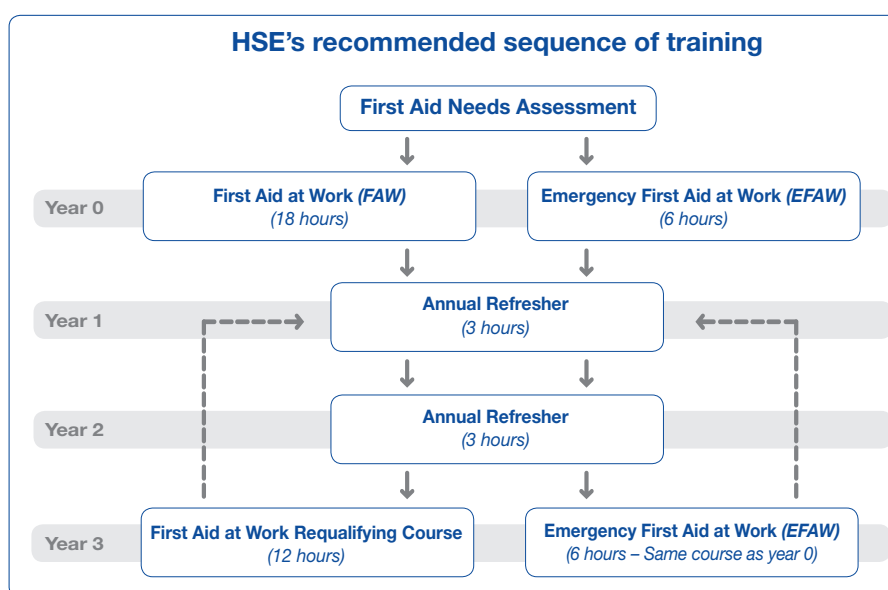 HSE’s recommended sequence of training
First Aid Needs Assessment
Year 0
First Aid at Work (FAW)
(18 hours)
Emergency First Aid at Work (EFAW)
(6 hours)
Year 1
Annual Refresher
(3 hours)
Year 2
Annual Refresher
(3 hours)
Year 3
First Aid at Work Requalifying Course
(12 hours)
Emergency First Aid at Work (EFAW)
(6 hours – Same course as year 0)